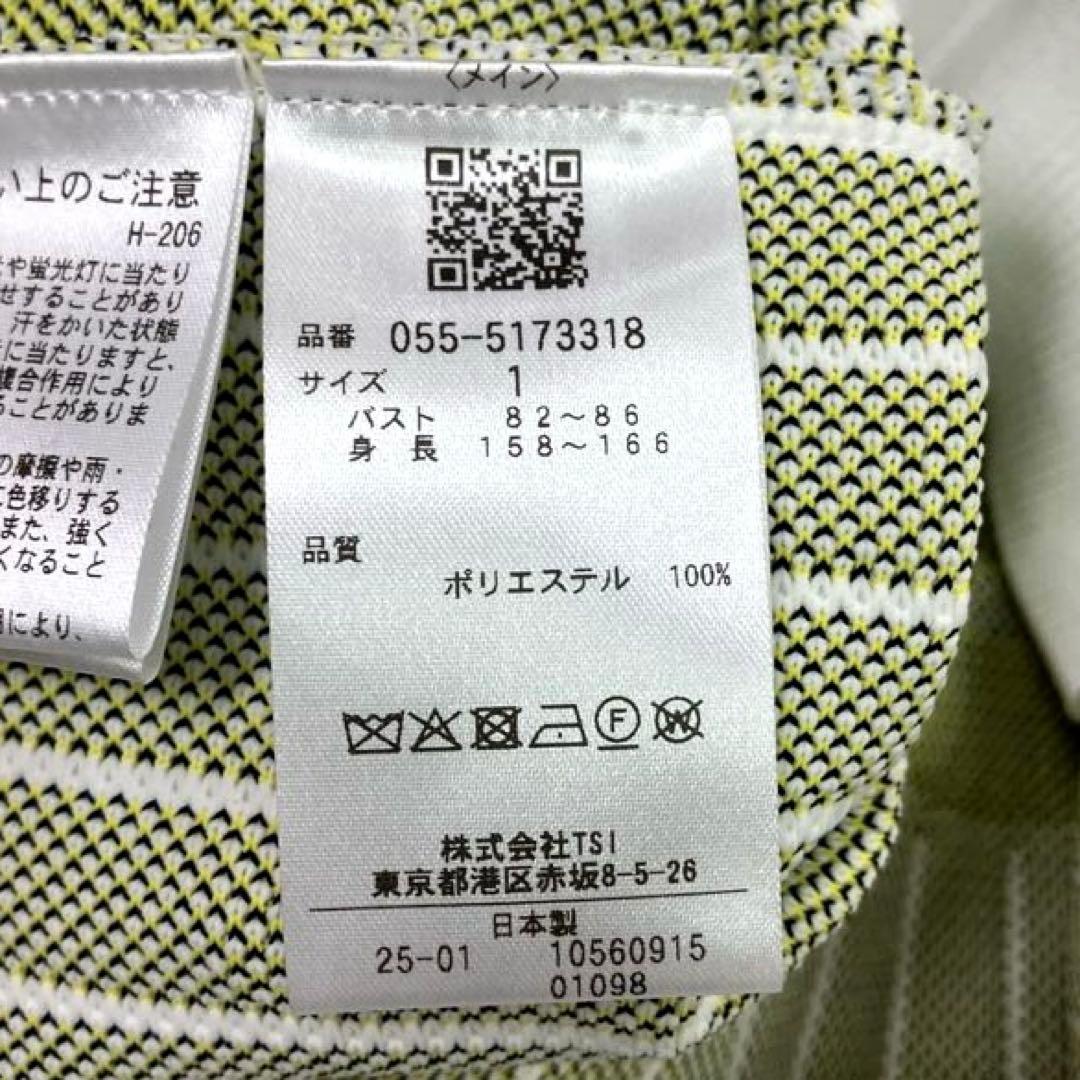 い上のご注意
H-206
や蛍光灯に当たり
せすることがあり
汗をかいた状態
に当たりますと、
合作用により
ことがありま
の摩擦や雨・
に色移りする
また、強く
くなること
により、
〈メイン〉
品番 055-5173318
サイズ 1
バスト 82～86
身長 158～166
品質
ポリエステル 100%
F
W
株式会社TSI
東京都港区赤坂8-5-26
日本製
25-01 10560915
01098